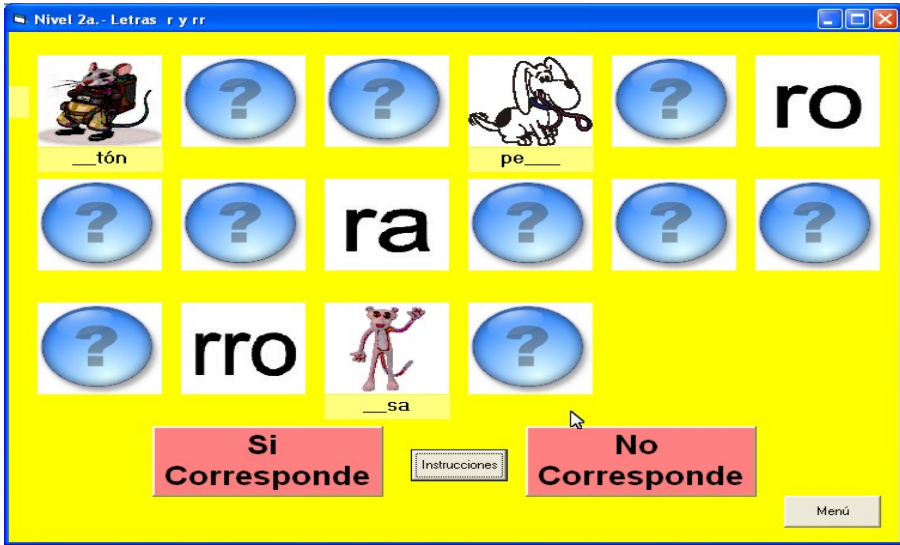 Nivel 2a.- Letras r y rr
? ? ? ro
__tón pe___
? ? ra ? ? ?
? rro ?
__sa
Si
Corresponde
Instrucciones
No
Corresponde
Menú